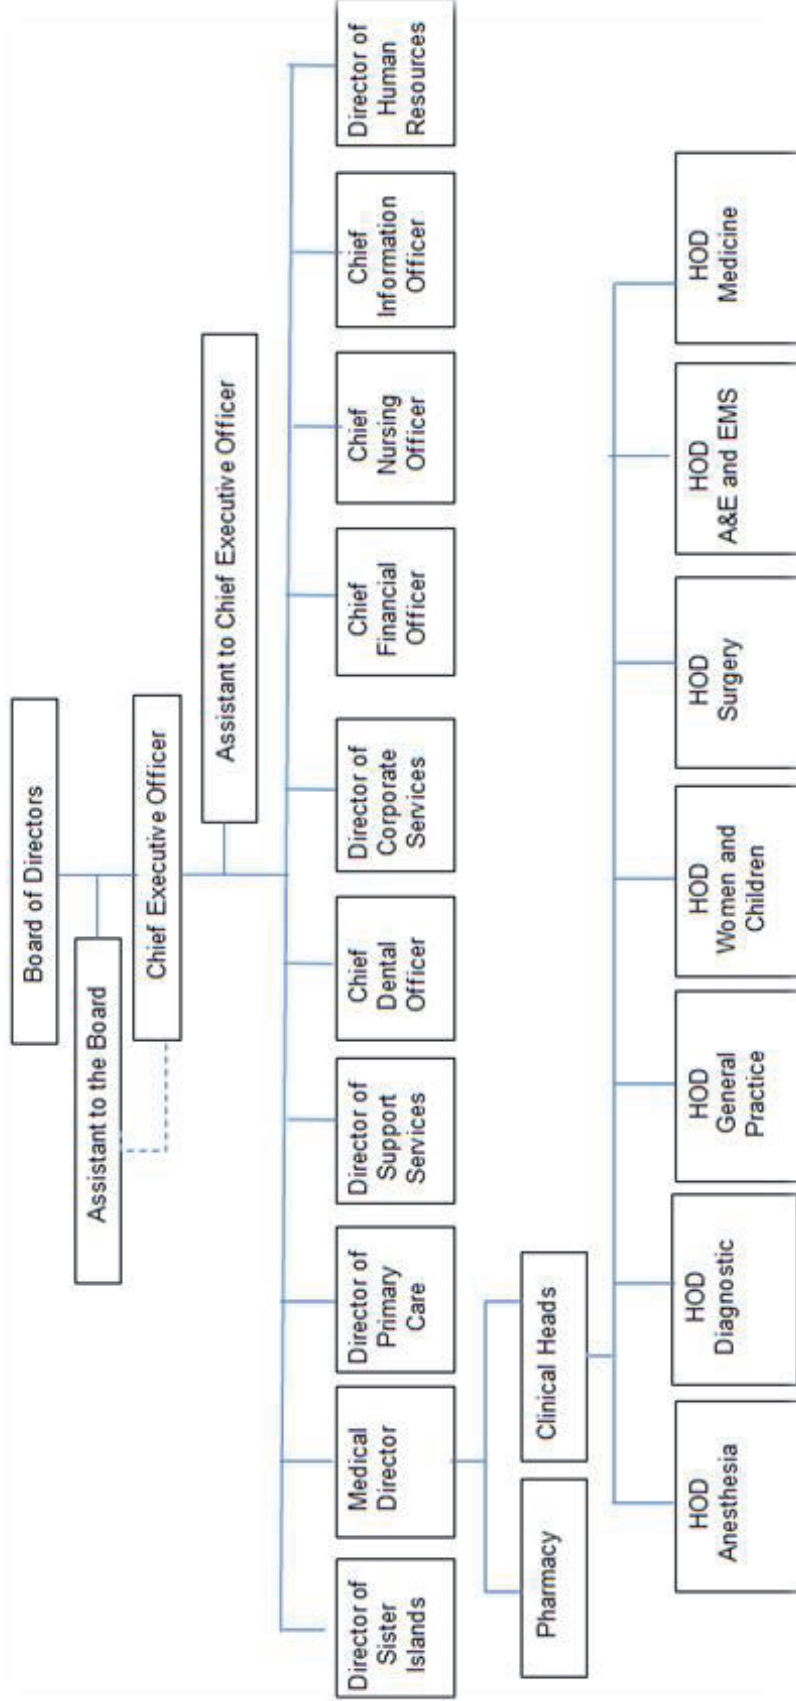 Board of Directors
Assistant to the Board
Chief Executive Officer
Assistant to Chief Executive Officer
Director of
Sister
Islands
Medical
Director
Director of
Primary
Care
Director of
Support
Services
Chief
Dental
Officer
Director of
Corporate
Services
Chief
Financial
Officer
Chief
Nursing
Officer
Chief
Information
Officer
Director of
Human
Resources
Pharmacy
Clinical Heads
HOD
Anesthesia
HOD
Diagnostic
HOD
General
Practice
HOD
Women and
Children
HOD
Surgery
HOD
A&E and EMS
HOD
Medicine